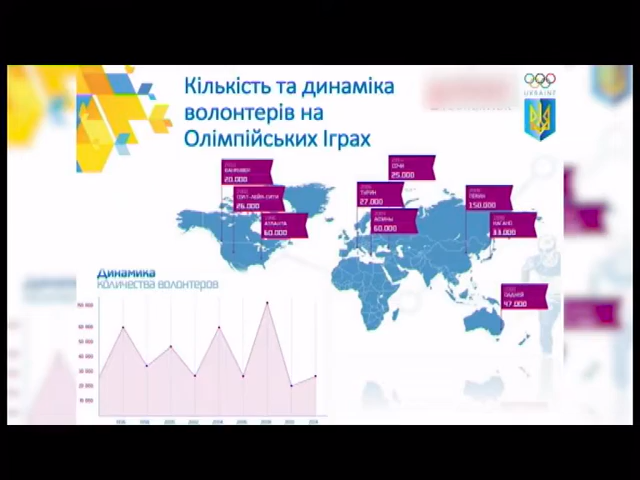 Кількість та динаміка
волонтерів на
Олімпійських Іграх
UKRAINE
ВАНКУВЕР
20.000
СОЛТ-ЛЕЙК-СИТИ
26.000
АТЛАНТА
60.000
СОЧИ
25.000
ТУРИН
27.000
АФИНЫ
60.000
ПЕКИН
150.000
НАГАНО
33.000
СИДНЕЙ
47.000
Динамика
количества волонтеров